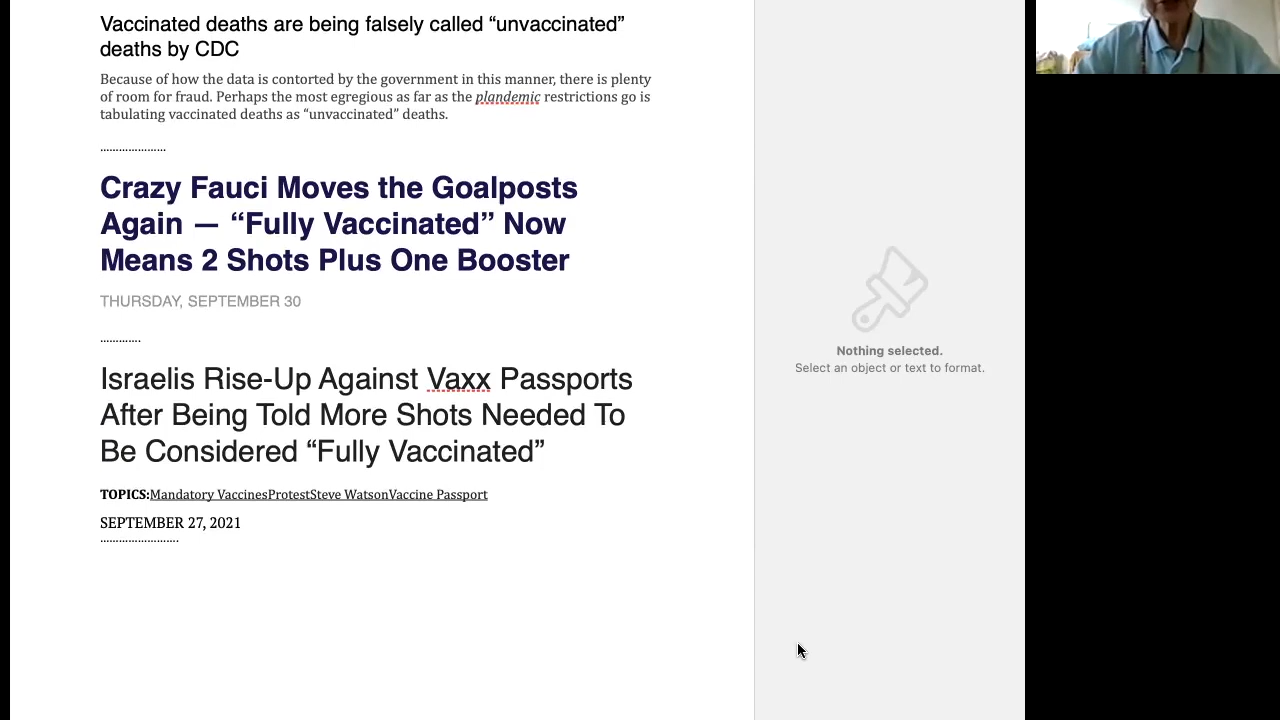 Vaccinated deaths are being falsely called “unvaccinated”
deaths by CDC
Because of how the data is contorted by the government in this manner, there is plenty
of room for fraud. Perhaps the most egregious as far as the plandemic restrictions go is
tabulating vaccinated deaths as “unvaccinated” deaths.
.....................
Crazy Fauci Moves the Goalposts
Again — “Fully Vaccinated” Now
Means 2 Shots Plus One Booster
THURSDAY, SEPTEMBER 30
.............
Israelis Rise-Up Against Vaxx Passports
After Being Told More Shots Needed To
Be Considered “Fully Vaccinated”
TOPICS:Mandatory VaccinesProtestSteve WatsonVaccine Passport
SEPTEMBER 27, 2021
.........................
Nothing selected.
Select an object or text to format.